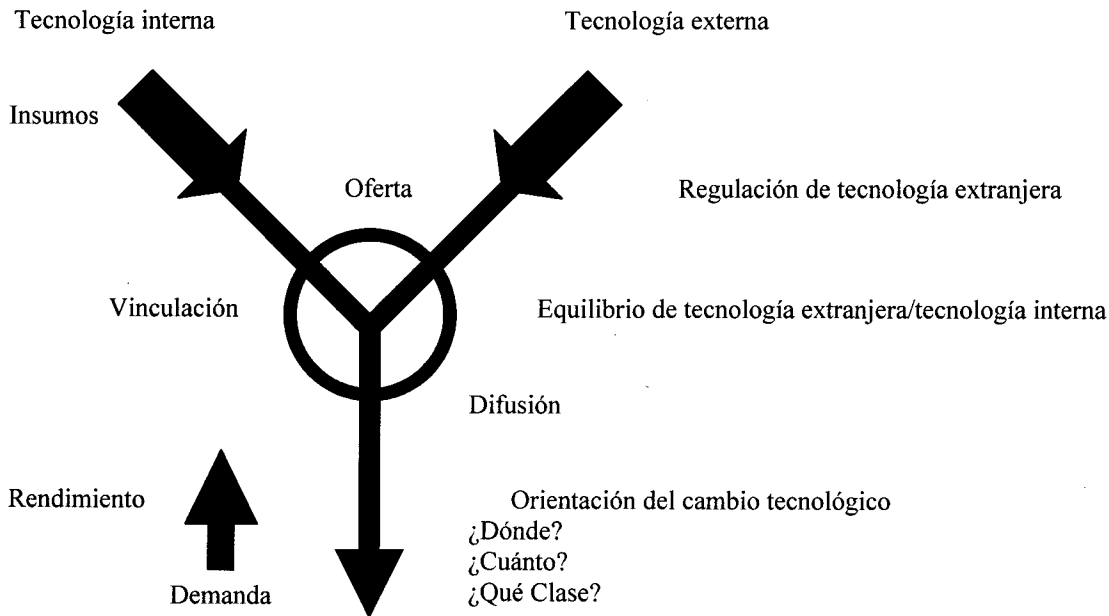 Tecnología interna
Tecnología externa
Insumos
Oferta
Regulación de tecnología extranjera
Vinculación
Equilibrio de tecnología extranjera/tecnología interna
Difusión
Rendimiento
Orientación del cambio tecnológico
¿Dónde?
¿Cuánto?
¿Qué Clase?
Demanda